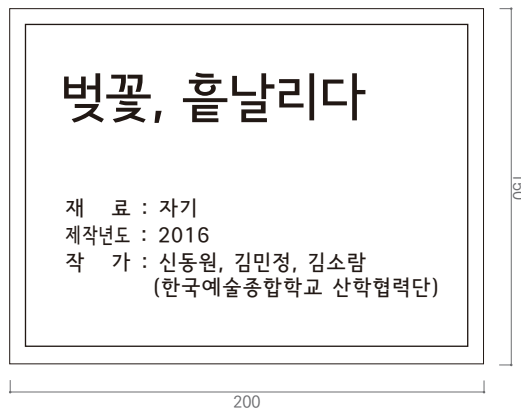 벚꽃, 흩날리다
재 료 : 자기
제작년도 : 2016
작 가 : 신동원, 김민정, 김소람
(한국예술종합학교 산학협력단)
150
200